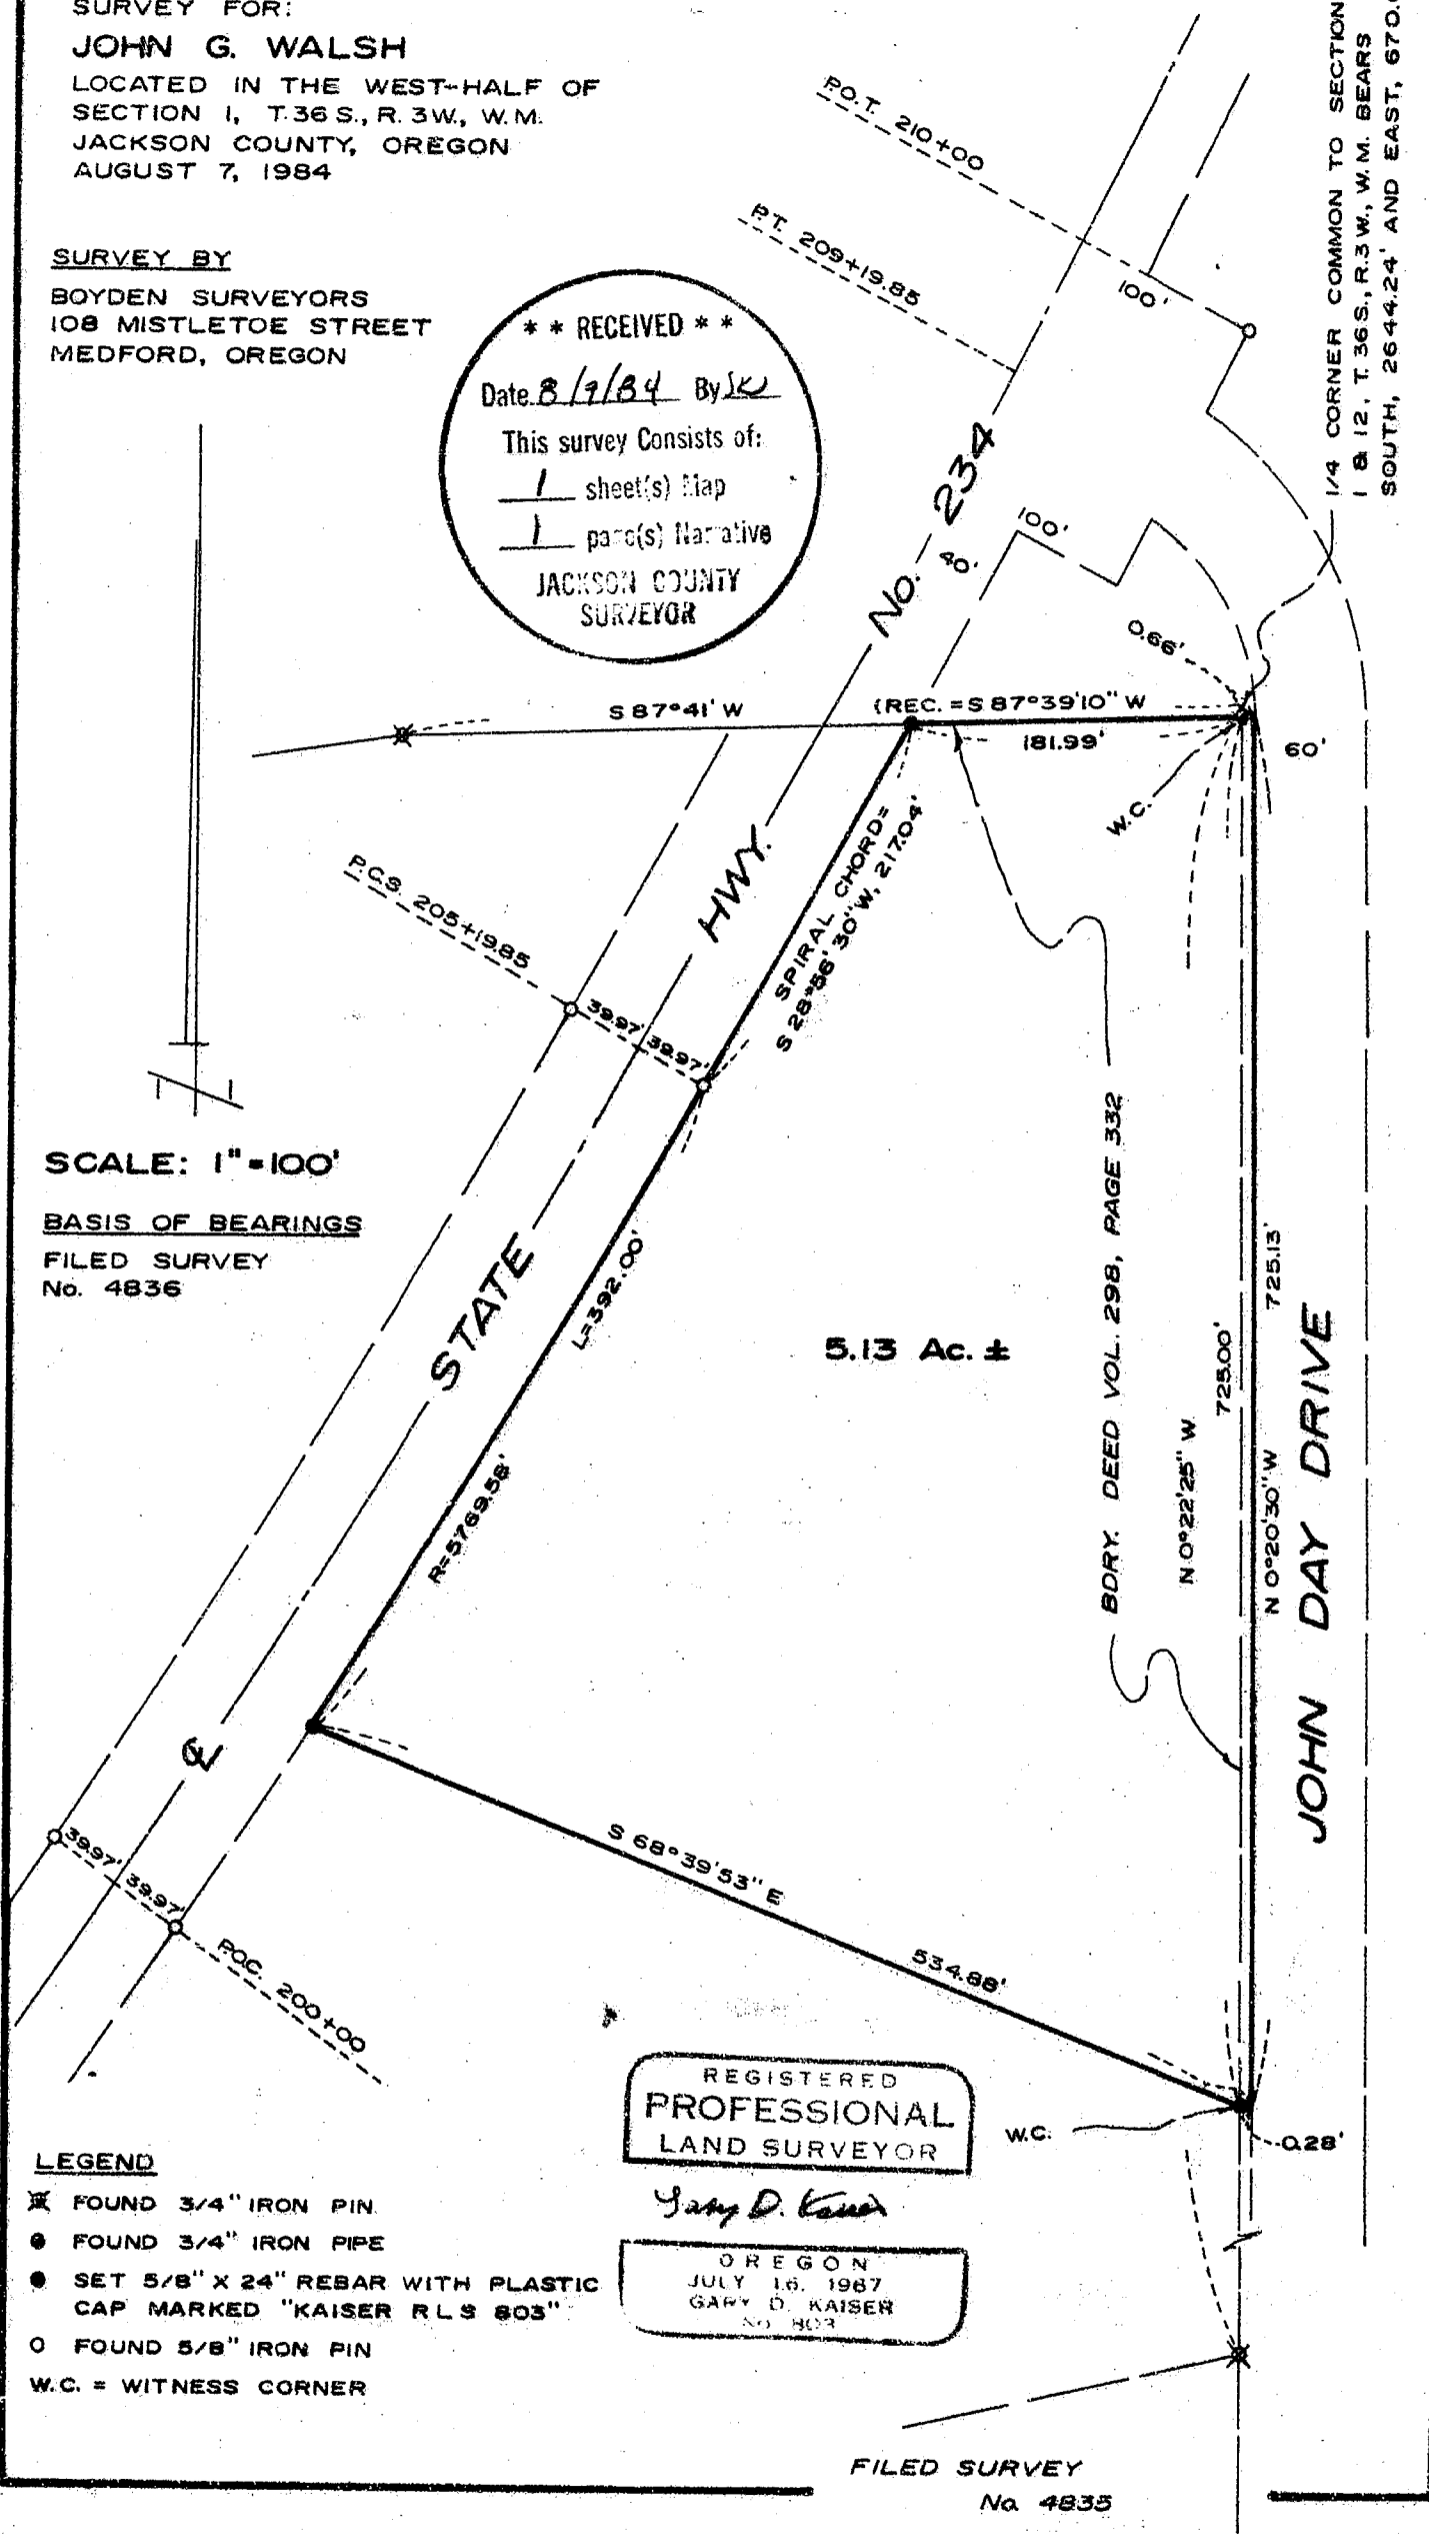 SURVEY FOR:
JOHN G. WALSH
LOCATED IN THE WEST-HALF OF
SECTION 1, T.36 S., R. 3W., W.M.
JACKSON COUNTY, OREGON
AUGUST 7, 1984
SURVEY BY
BOYDEN SURVEYORS
108 MISTLETOE STREET
MEDFORD, OREGON
* * RECEIVED * *
Date 8/9/84 By
This survey Consists of:
1 sheet(s) Map
1 page(s) Narrative
JACKSON COUNTY
SURVEYOR
P.O.T. 210+00
P.T. 209+19.85
100'
1/4 CORNER COMMON TO SECTION
1 & 12, T. 36S., R.3W., W.M. BEARS
SOUTH, 2644.24' AND EAST, 670.
100'
40'
0.66'
S 87°41' W
(REC. = S 87°39'10" W
181.99'
60'
W.C.
STATE HWY. No. 234
P.C.S. 205+19.85
39.97' 39.97'
SPIRAL CHORD=
S 28°56'30" W, 217.04'
SCALE: 1"=100'
BASIS OF BEARINGS
FILED SURVEY
No. 4836
L=392.00'
R=5769.58'
5.13 Ac. ±
BDRY. DEED VOL. 298, PAGE 332
N 0°22'25" W
725.00'
N 0°20'30" W
725.13'
JOHN DAY DRIVE
℄
39.97' 39.97'
P.O.C. 200+00
S 68°39'53" E
534.88'
W.C.
0.28'
REGISTERED
PROFESSIONAL
LAND SURVEYOR
Gary D. Kaiser
OREGON
JULY 16, 1967
GARY D. KAISER
No 803
LEGEND
FOUND 3/4" IRON PIN
FOUND 3/4" IRON PIPE
SET 5/8" X 24" REBAR WITH PLASTIC
CAP MARKED "KAISER RLS 803"
FOUND 5/8" IRON PIN
W.C. = WITNESS CORNER
FILED SURVEY
No. 4835